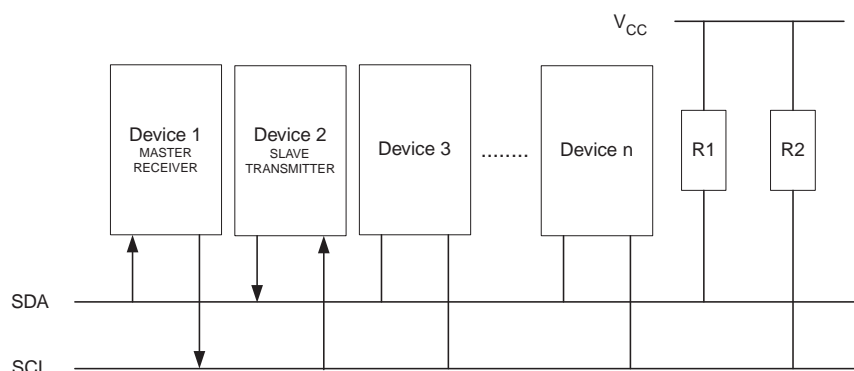 VCC
Device 1
MASTER
RECEIVER
Device 2
SLAVE
TRANSMITTER
Device 3
........
Device n
R1
R2
SDA
SCL